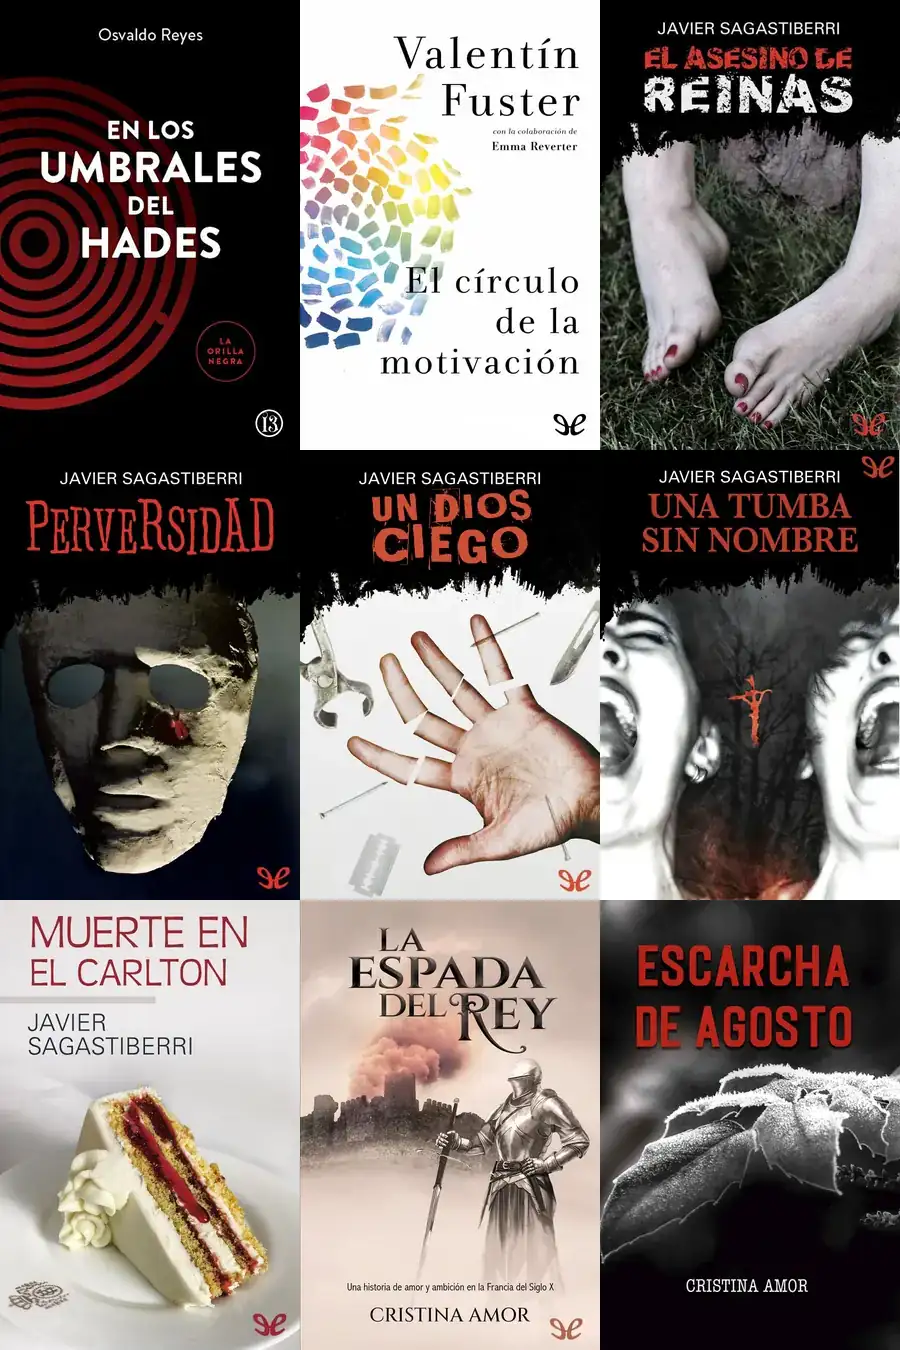 Osvaldo Reyes
EN LOS
UMBRALES
DEL
HADES
LA
ORILLA
NEGRA
13
Valentín
Fuster
con la colaboración de
Emma Reverter
El círculo
de la
motivación
JAVIER SAGASTIBERRI
EL ASESINO DE
REINAS
JAVIER SAGASTIBERRI
PERVERSIDAD
JAVIER SAGASTIBERRI
UN DIOS
CIEGO
JAVIER SAGASTIBERRI
UNA TUMBA
SIN NOMBRE
MUERTE EN
EL CARLTON
JAVIER
SAGASTIBERRI
LA
ESPADA
DEL REY
Una historia de amor y ambición en la Francia del Siglo X
CRISTINA AMOR
ESCARCHA
DE AGOSTO
CRISTINA AMOR